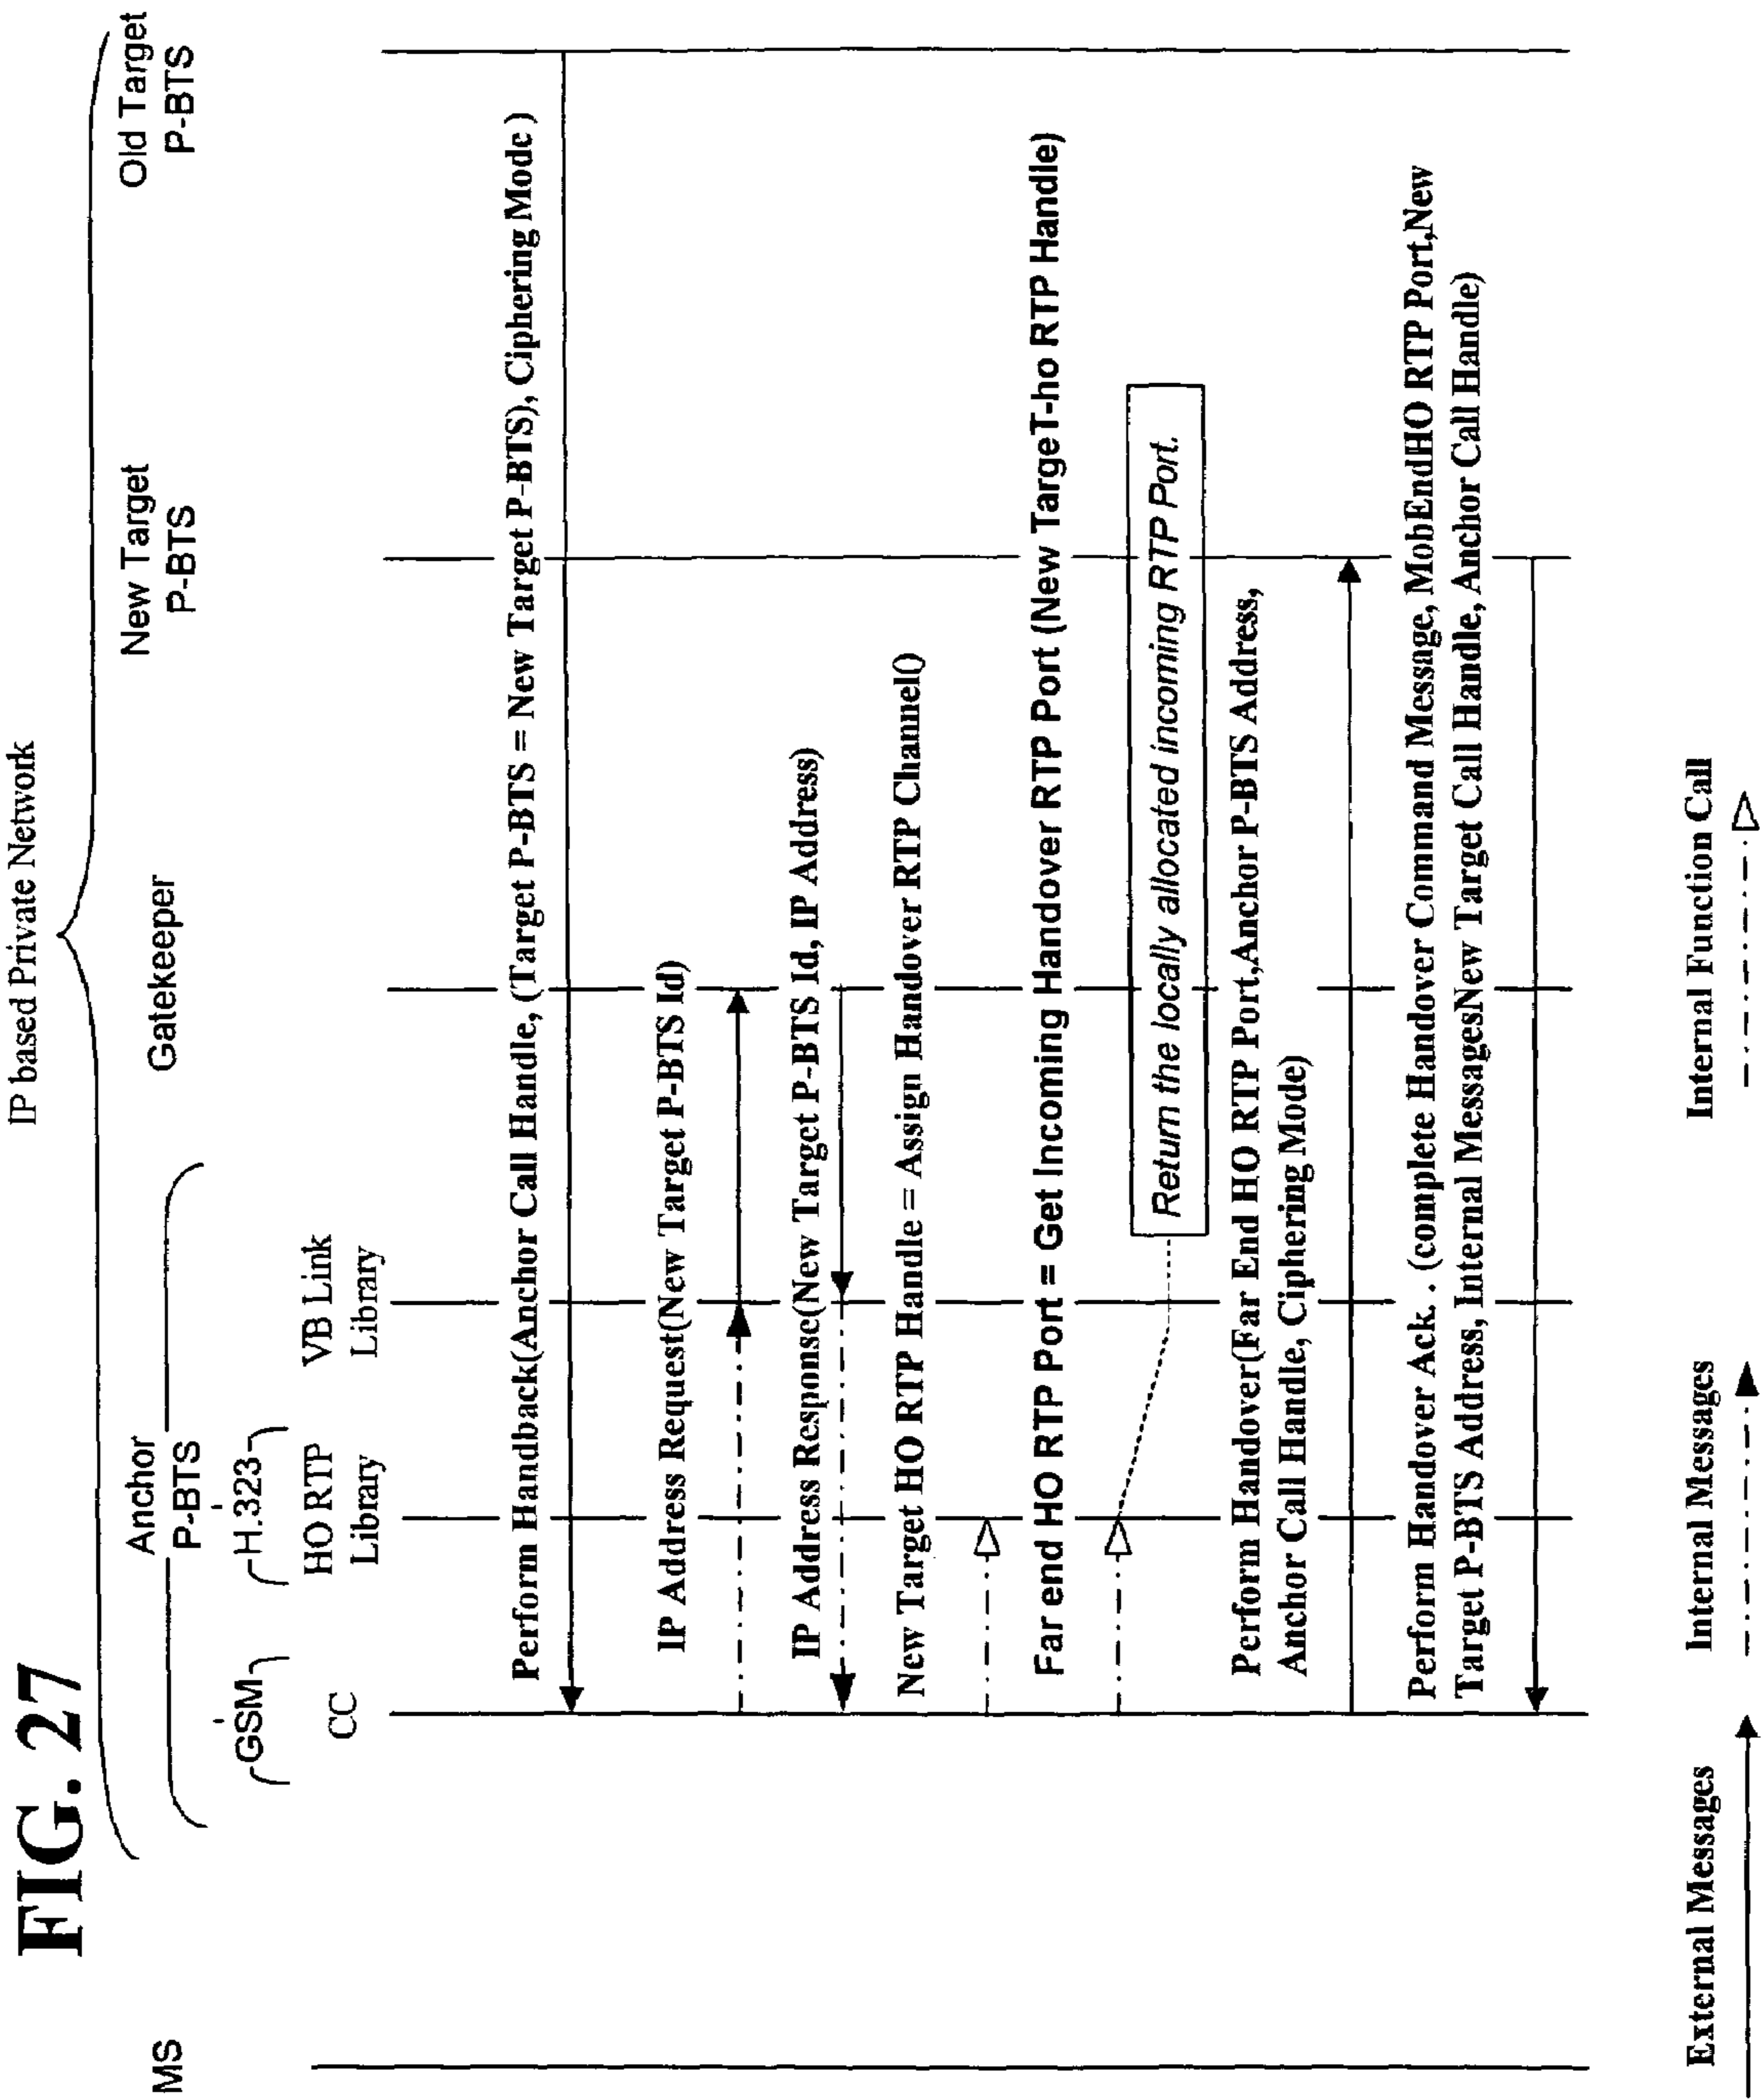 FIG. 27
IP based Private Network
MS
Anchor
P-BTS
GSM
H.323
CC
HO RTP
Library
VB Link
Library
Gatekeeper
New Target
P-BTS
Old Target
P-BTS
Perform Handback(Anchor Call Handle, (Target P-BTS = New Target P-BTS), Ciphering Mode )
IP Address Request(New Target P-BTS Id)
IP Address Response(New Target P-BTS Id, IP Address)
New Target HO RTP Handle = Assign Handover RTP Channel()
Far end HO RTP Port = Get Incoming Handover RTP Port (New TargeT-ho RTP Handle)
Return the locally allocated incoming RTP Port.
Perform Handover(Far End HO RTP Port,Anchor P-BTS Address,
Anchor Call Handle, Ciphering Mode)
Perform Handover Ack. . (complete Handover Command Message, MobEndHO RTP Port,New
Target P-BTS Address, Internal MessagesNew Target Call Handle, Anchor Call Handle)
External Messages
Internal Messages
Internal Function Call